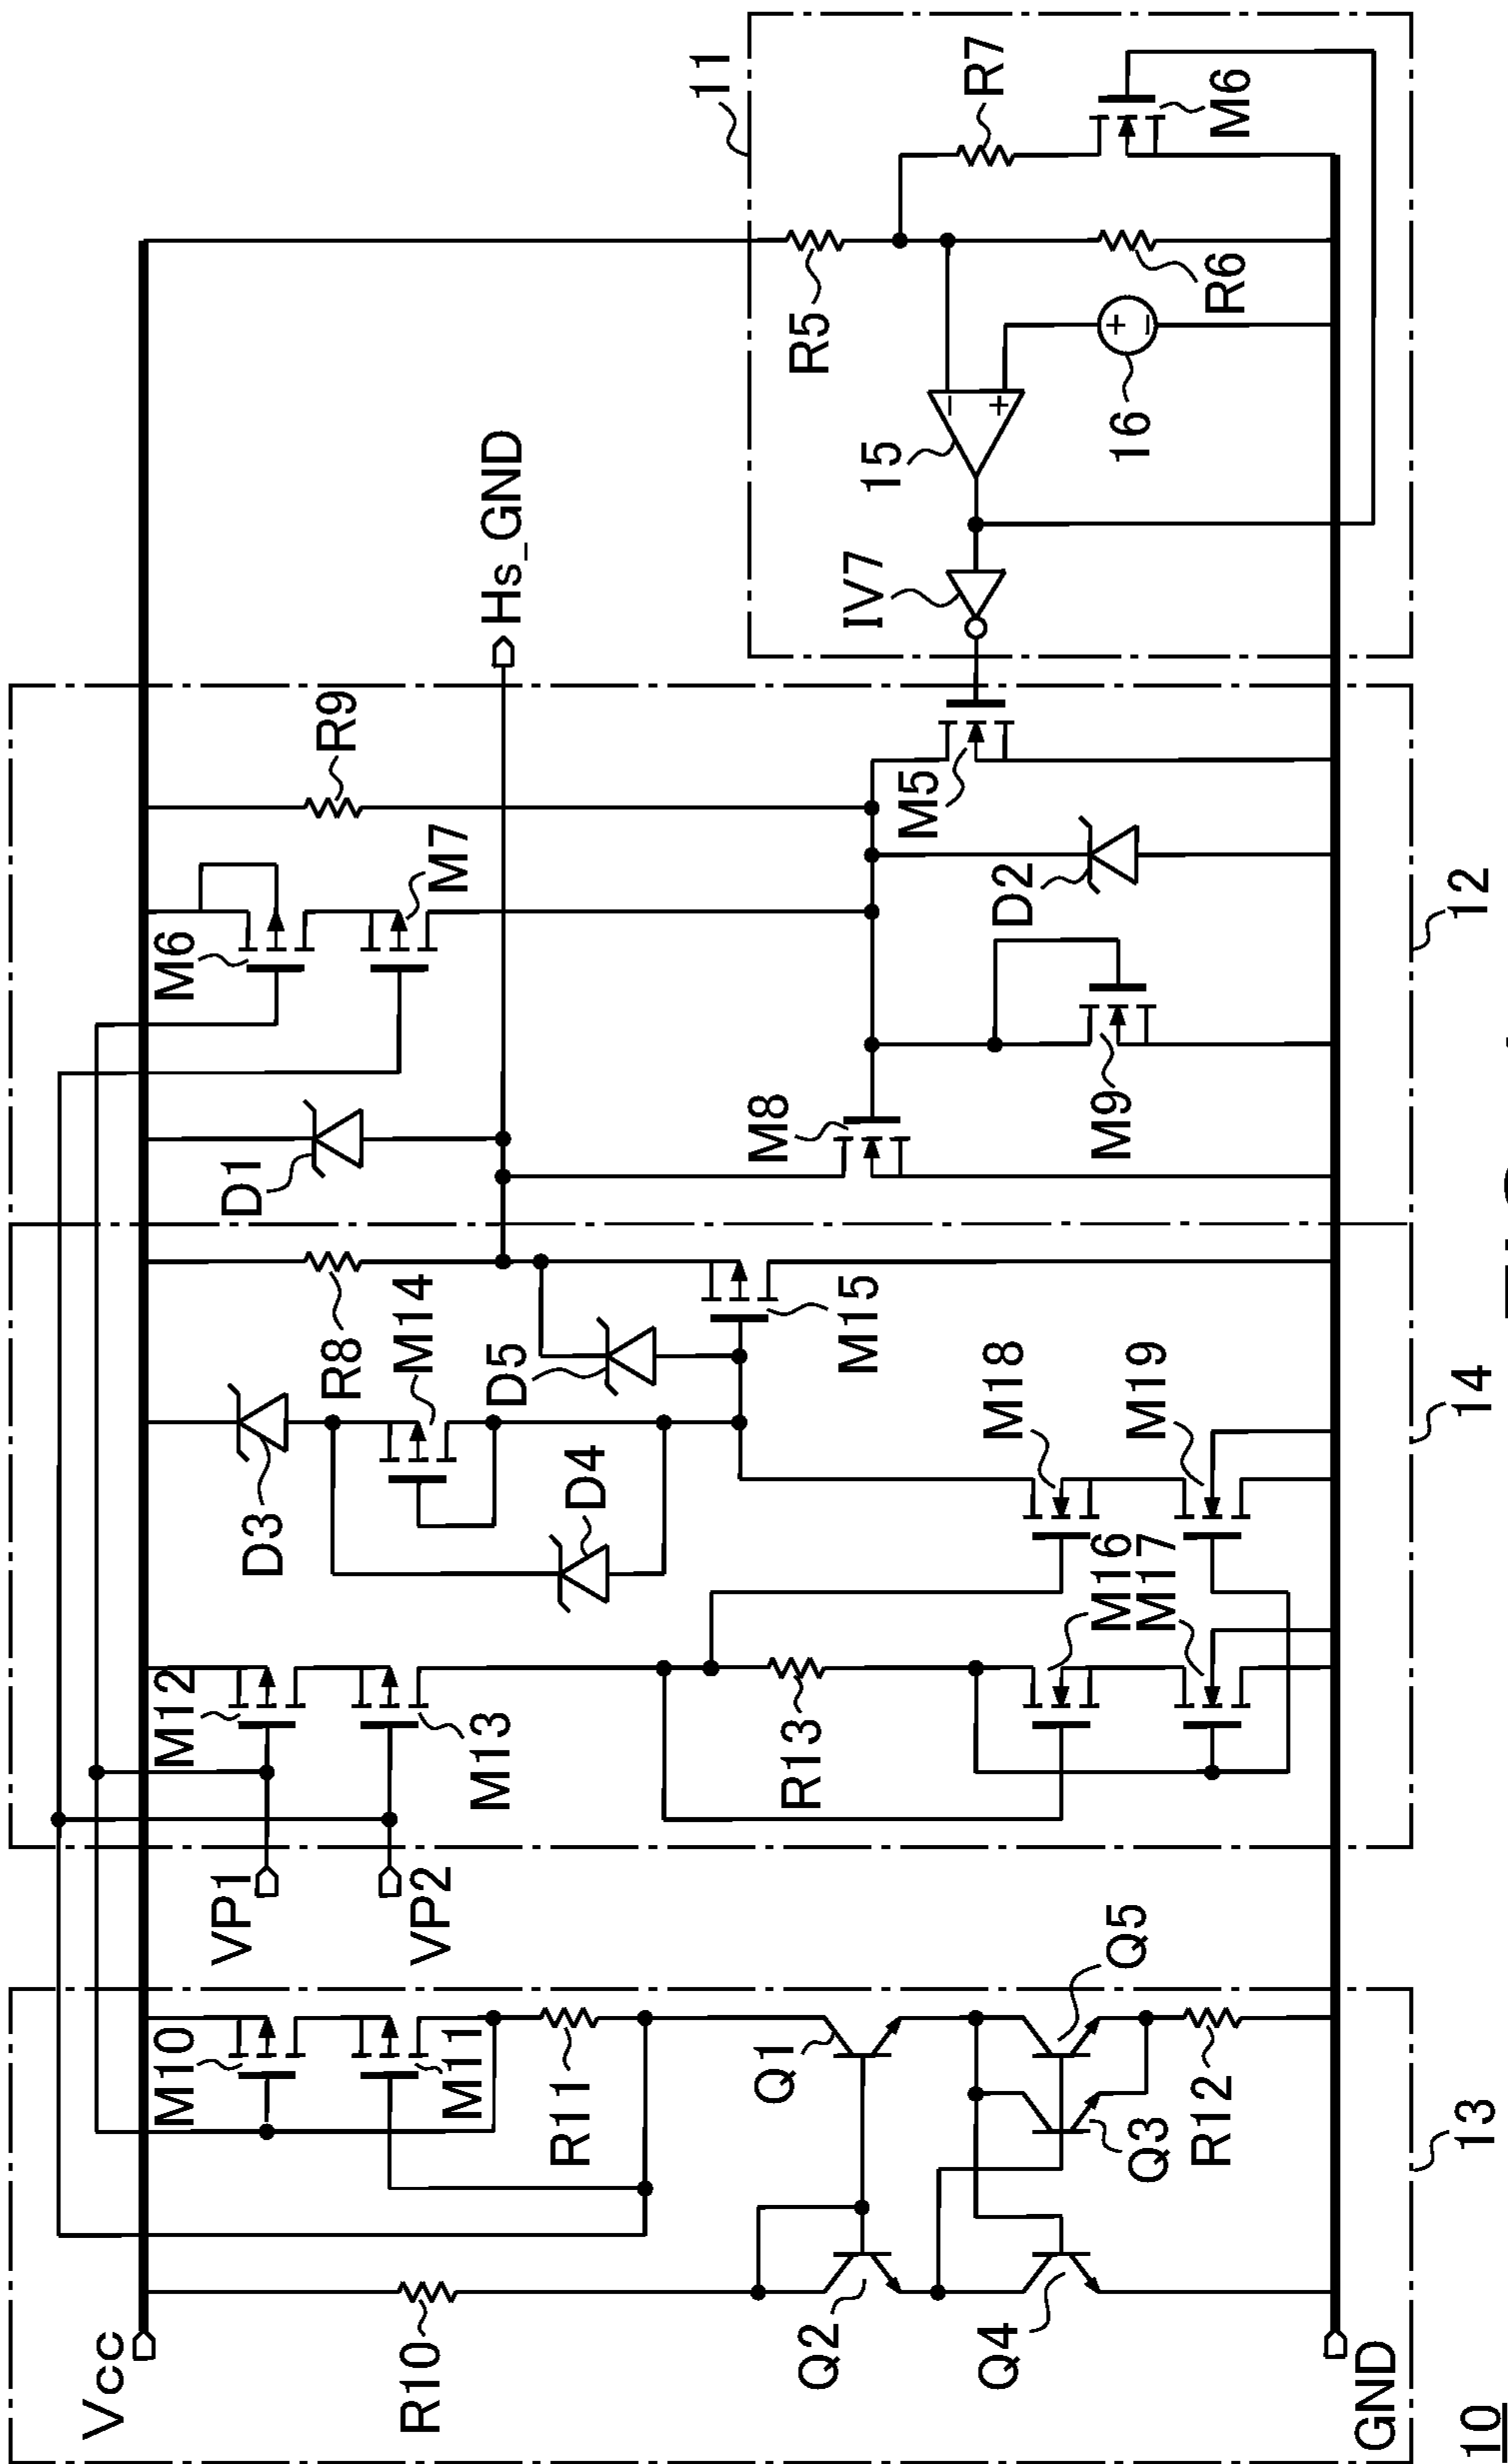 Vcc
GND
10
R10
Q2
Q4
M10
M11
R11
Q1
Q3
Q5
R12
13
VP1
VP2
M12
M13
R13
M16
M17
D3
D4
M14
R8
D5
M15
M18
M19
14
D1
M6
M7
R9
M8
M9
D2
M5
12
Hs_GND
IV7
15
16
R5
R6
R7
M6
11